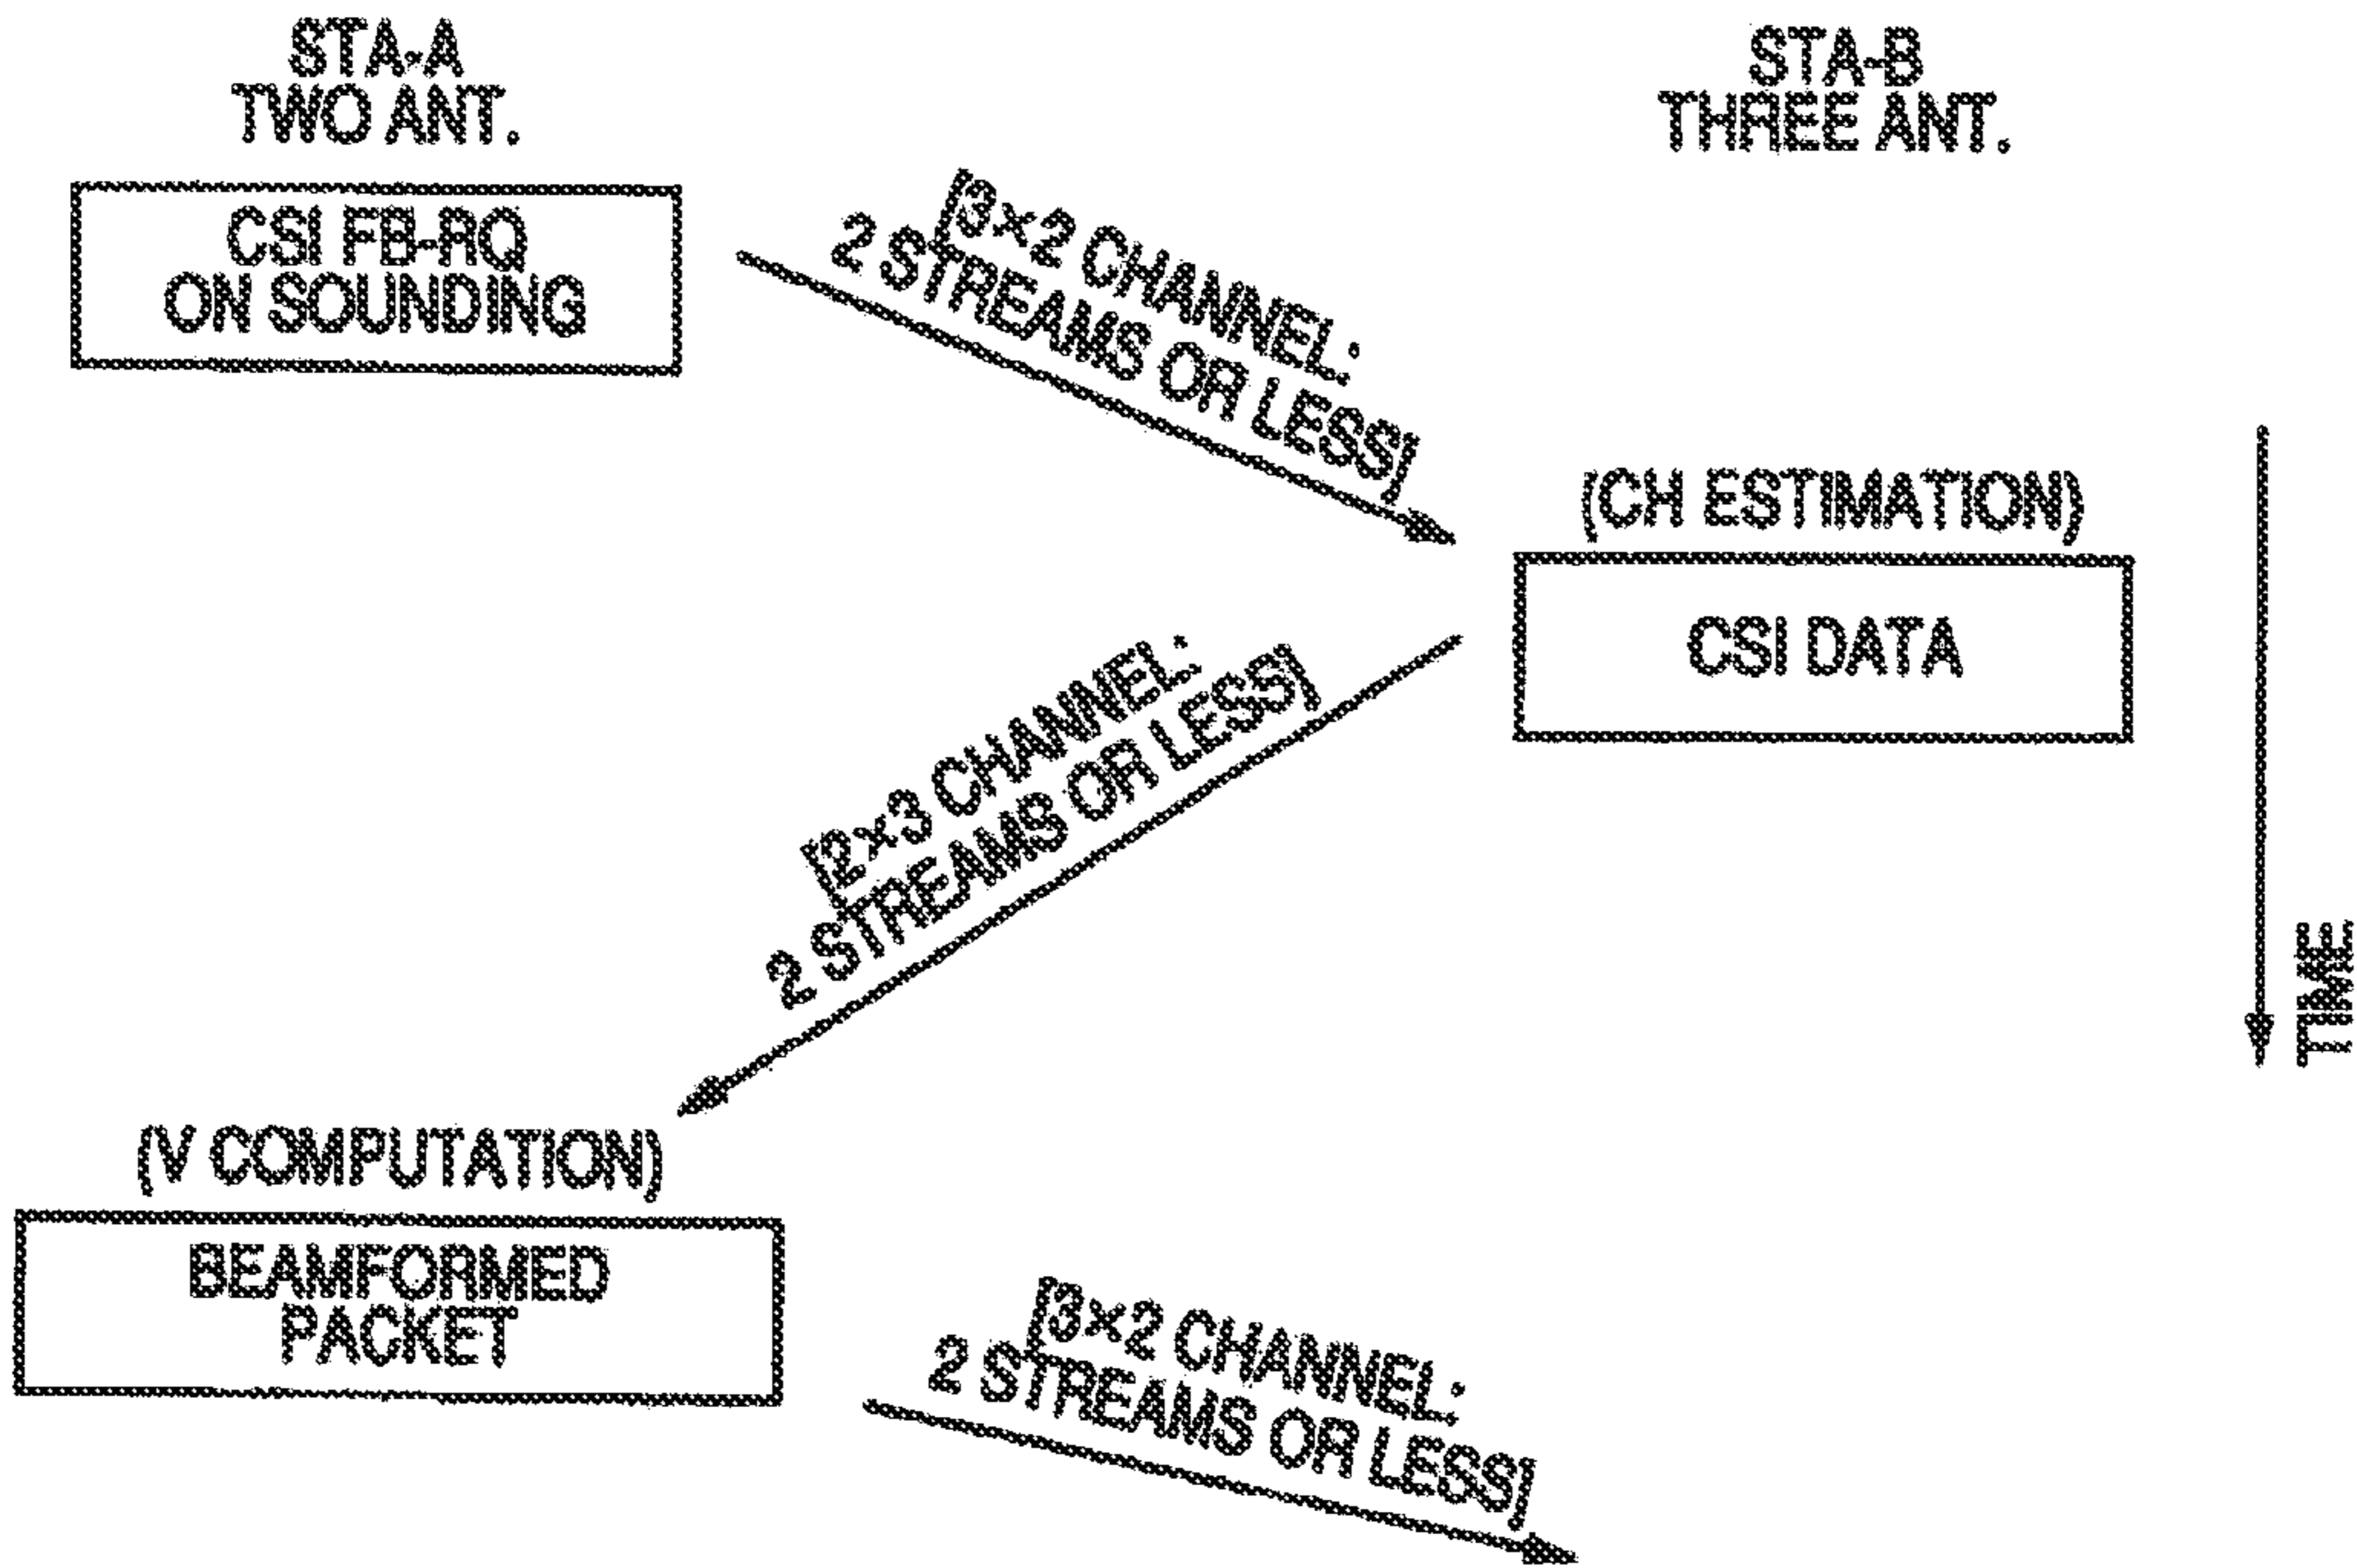 STA-A
TWO ANT.
STA-B
THREE ANT.
CSI FB-RQ
ON SOUNDING
[3×2 CHANNEL:
2 STREAMS OR LESS]
(CH ESTIMATION)
CSI DATA
[2×3 CHANNEL:
2 STREAMS OR LESS]
TIME
(V COMPUTATION)
BEAMFORMED
PACKET
[3×2 CHANNEL:
2 STREAMS OR LESS]